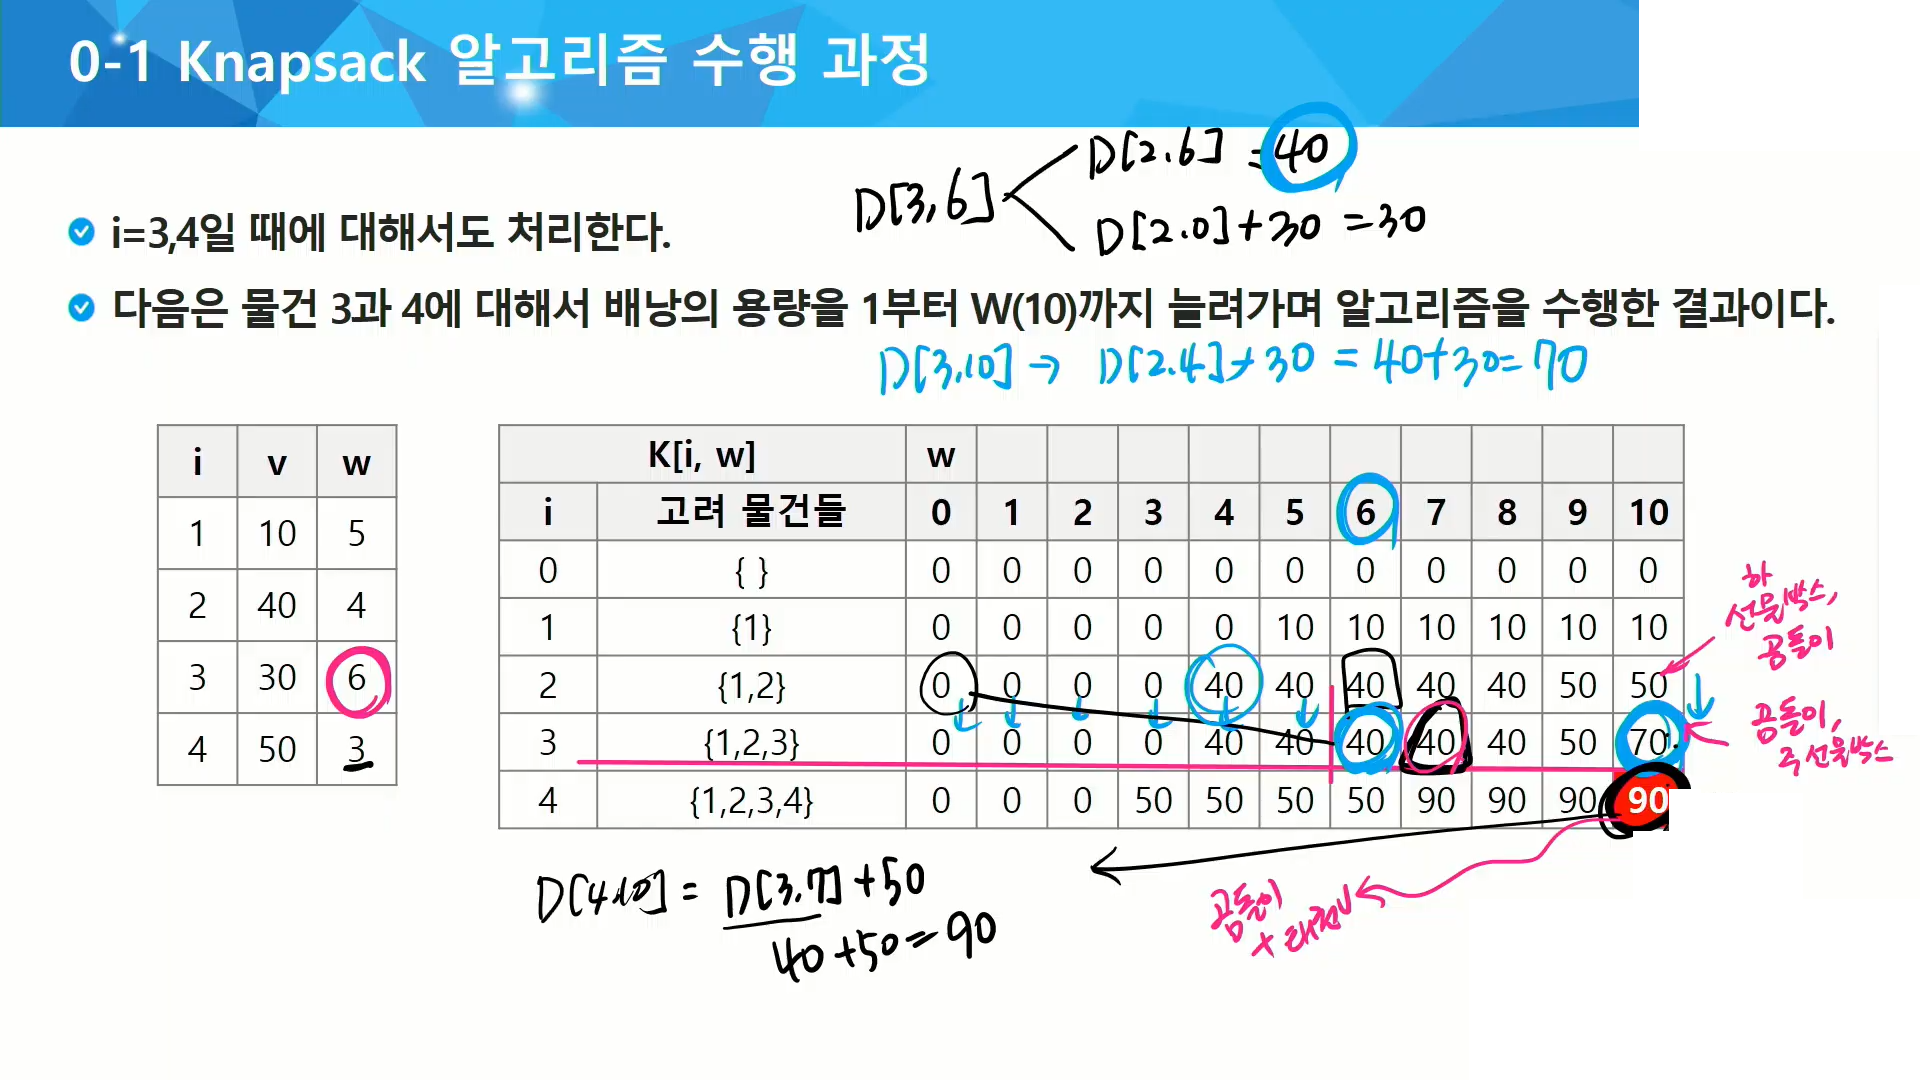 0-1 Knapsack 알고리즘 수행 과정
D[3,6]
D[2.6] = 40
D[2.0]+30 = 30
i=3,4일 때에 대해서도 처리한다.
다음은 물건 3과 4에 대해서 배낭의 용량을 1부터 W(10)까지 늘려가며 알고리즘을 수행한 결과이다.
D[3.10] → D[2.4]+30 = 40+30=70
i v w
1 10 5
2 40 4
3 30 6
4 50 3
K[i, w] w
i 고려 물건들 0 1 2 3 4 5 6 7 8 9 10
0 { } 0 0 0 0 0 0 0 0 0 0 0
1 {1} 0 0 0 0 0 10 10 10 10 10 10
2 {1,2} 0 0 0 0 40 40 40 40 40 50 50
3 {1,2,3} 0 0 0 0 40 40 40 40 40 50 70
4 {1,2,3,4} 0 0 0 50 50 50 50 90 90 90 90
하
선물박스,
곰돌이
곰돌이,
주 선물박스
D[4.10] = D[3.7]+50
40+50=90
곰돌이
+